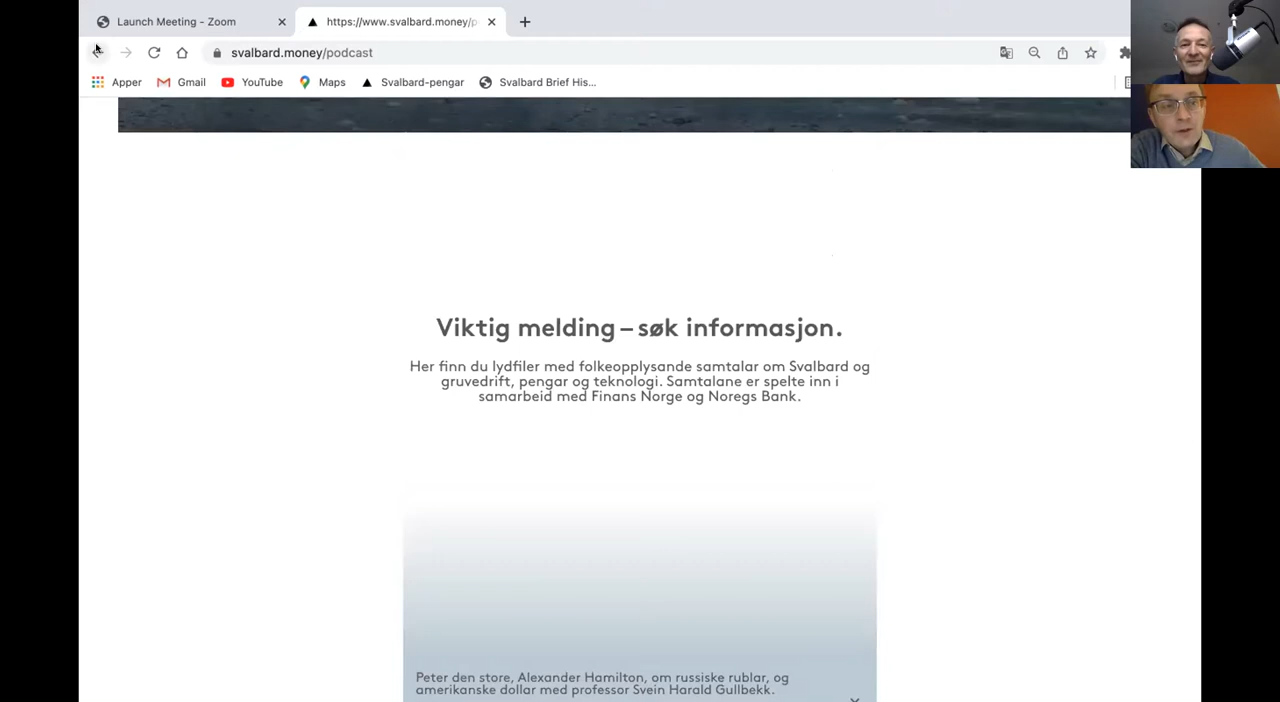 Launch Meeting - Zoom
https://www.svalbard.money/p
svalbard.money/podcast
Apper
Gmail
YouTube
Maps
Svalbard-pengar
Svalbard Brief His...
Viktig melding – søk informasjon.
Her finn du lydfiler med folkeopplysande samtalar om Svalbard og
gruvedrift, pengar og teknologi. Samtalane er spelte inn i
samarbeid med Finans Norge og Noregs Bank.
Peter den store, Alexander Hamilton, om russiske rublar, og
amerikanske dollar med professor Svein Harald Gullbekk.